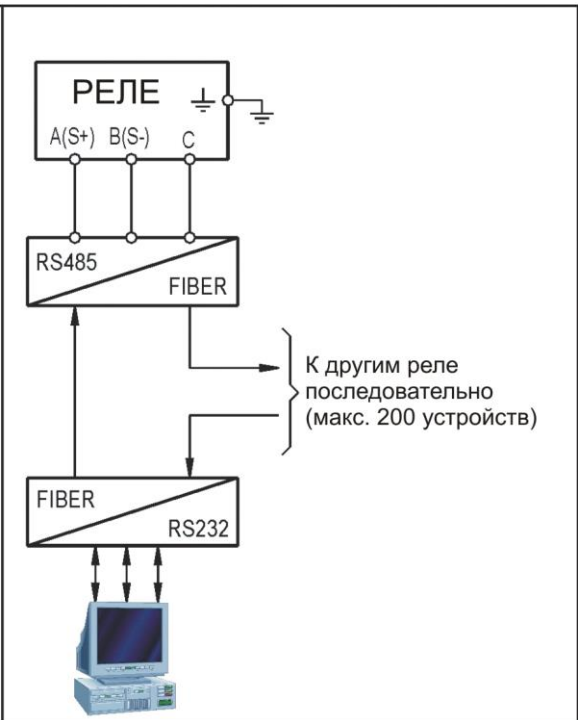 РЕЛЕ
A(S+) B(S-) C
RS485
FIBER
К другим реле
последовательно
(макс. 200 устройств)
FIBER
RS232